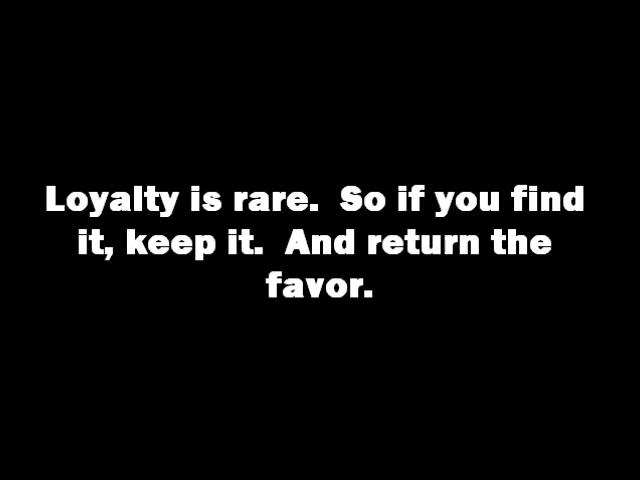 Loyalty is rare.  So if you find
it, keep it.  And return the
favor.